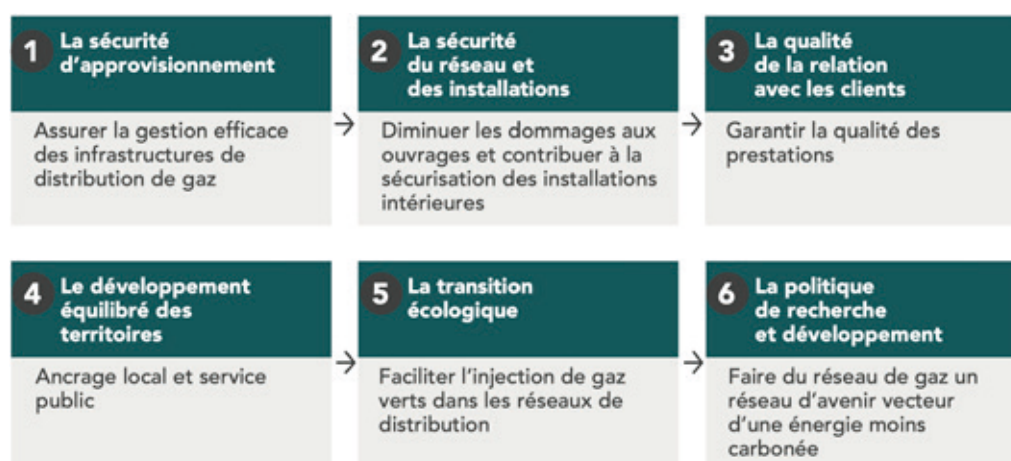 1
La sécurité
d'approvisionnement
Assurer la gestion efficace
des infrastructures de
distribution de gaz
→
2
La sécurité
du réseau et
des installations
Diminuer les dommages aux
ouvrages et contribuer à la
sécurisation des installations
intérieures
→
3
La qualité
de la relation
avec les clients
Garantir la qualité des
prestations
4
Le développement
équilibré des
territoires
Ancrage local et service
public
→
5
La transition
écologique
Faciliter l'injection de gaz
verts dans les réseaux de
distribution
→
6
La politique
de recherche
et développement
Faire du réseau de gaz un
réseau d'avenir vecteur
d'une énergie moins
carbonée